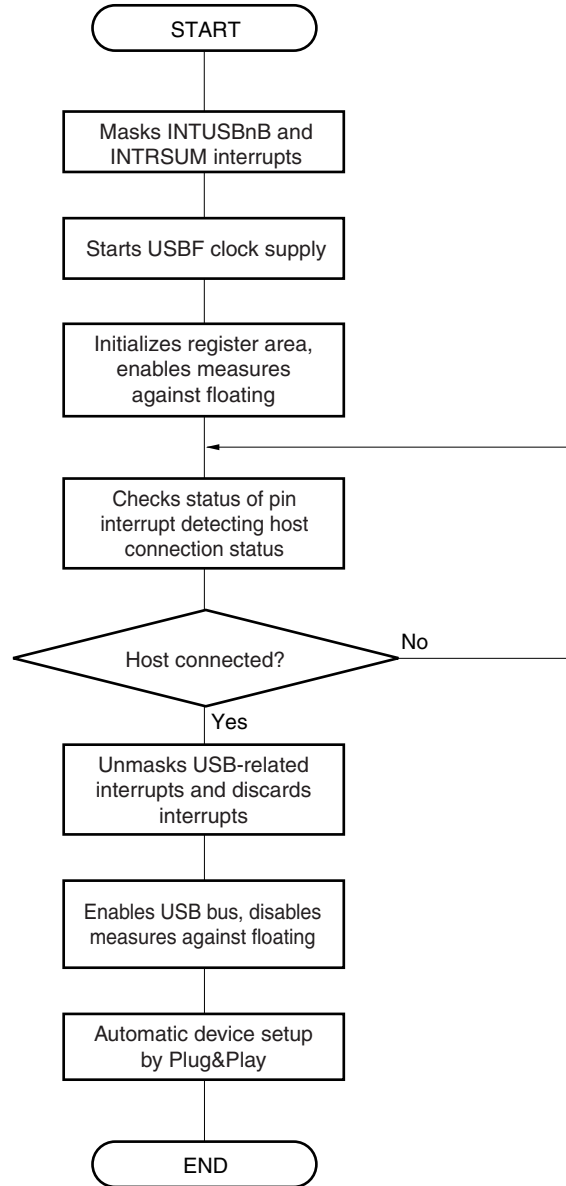 START
Masks INTUSBnB and
INTRSUM interrupts
Starts USBF clock supply
Initializes register area,
enables measures
against floating
Checks status of pin
interrupt detecting host
connection status
Host connected?
No
Yes
Unmasks USB-related
interrupts and discards
interrupts
Enables USB bus, disables
measures against floating
Automatic device setup
by Plug&Play
END